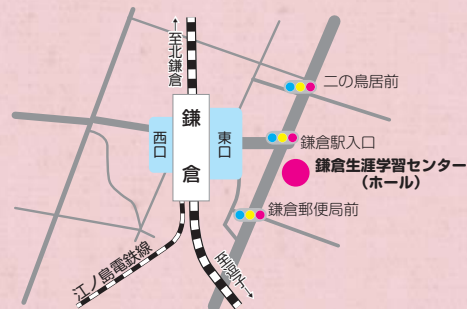 ←至北鎌倉
二の鳥居前
鎌倉
西口
東口
鎌倉駅入口
鎌倉生涯学習センター
（ホール）
鎌倉郵便局前
江ノ島電鉄線
至逗子→